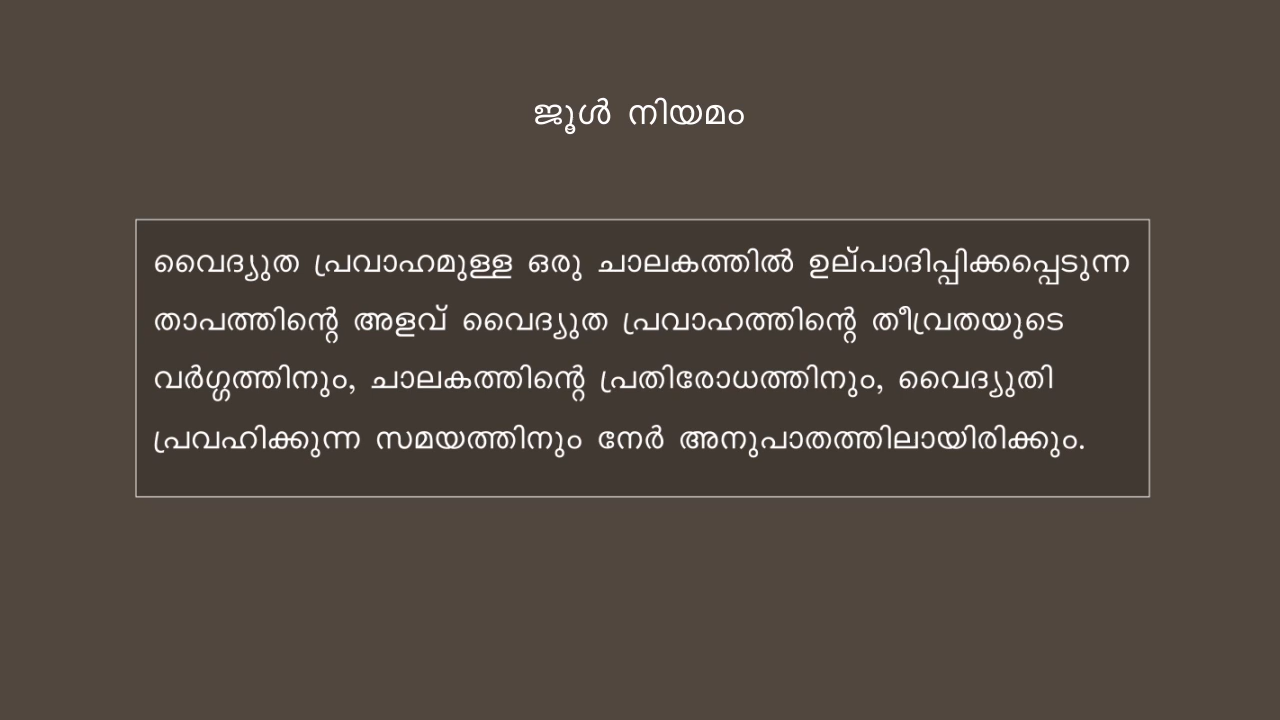 ജൂൾ നിയമം
വൈദ്യുത പ്രവാഹമുള്ള ഒരു ചാലകത്തിൽ ഉല്പാദിപ്പിക്കപ്പെടുന്ന
താപത്തിന്റെ അളവ് വൈദ്യുത പ്രവാഹത്തിന്റെ തീവ്രതയുടെ
വർഗ്ഗത്തിനും, ചാലകത്തിന്റെ പ്രതിരോധത്തിനും, വൈദ്യുതി
പ്രവഹിക്കുന്ന സമയത്തിനും നേർ അനുപാതത്തിലായിരിക്കും.